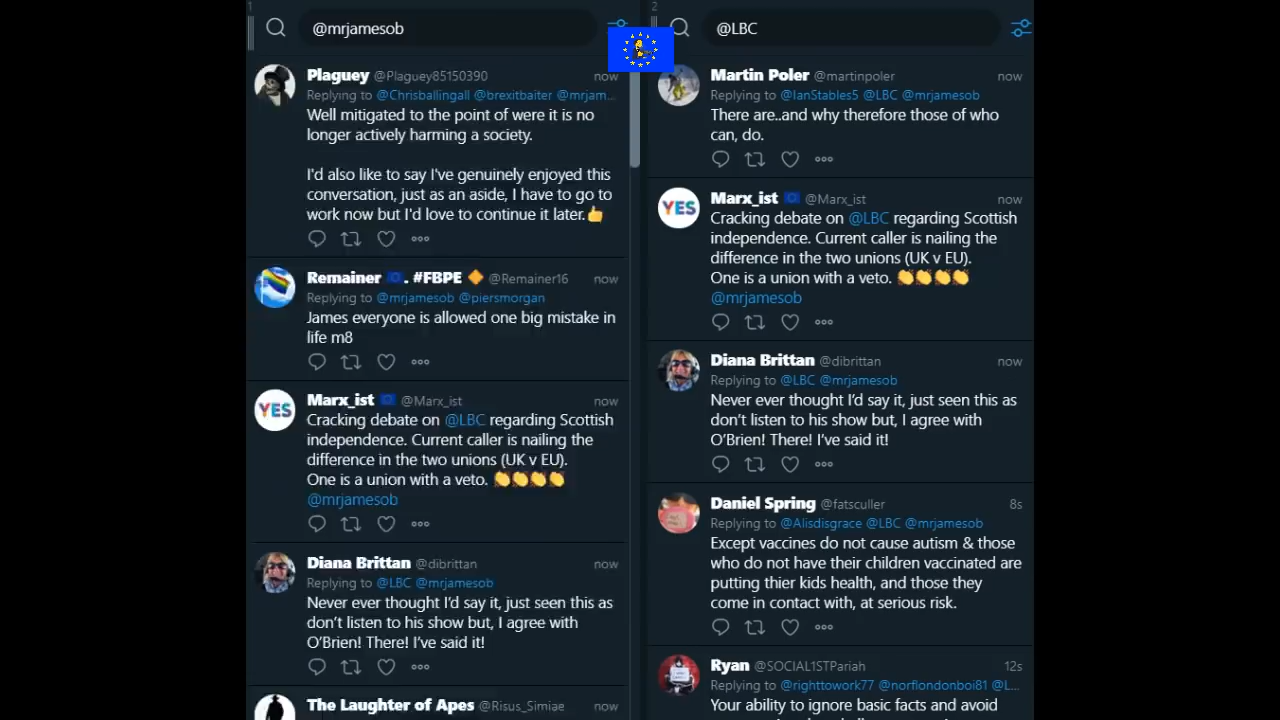 1
@mrjamesob
Plaguey @Plaguey85150390 now
Replying to @Chrisballingall @brexitbaiter @mrjam...
Well mitigated to the point of were it is no
longer actively harming a society.
I'd also like to say I've genuinely enjoyed this
conversation, just as an aside, I have to go to
work now but I'd love to continue it later.👍
Remainer 🇪🇺. #FBPE 🔶 @Remainer16 now
Replying to @mrjamesob @piersmorgan
James everyone is allowed one big mistake in
life m8
YES
Marx_ist 🇪🇺 @Marx_ist now
Cracking debate on @LBC regarding Scottish
independence. Current caller is nailing the
difference in the two unions (UK v EU).
One is a union with a veto. 👏👏👏👏
@mrjamesob
Diana Brittan @dibrittan now
Replying to @LBC @mrjamesob
Never ever thought I'd say it, just seen this as
don't listen to his show but, I agree with
O'Brien! There! I've said it!
The Laughter of Apes @Risus_Simiae now
2
@LBC
Martin Poler @martinpoler now
Replying to @IanStables5 @LBC @mrjamesob
There are..and why therefore those of who
can, do.
YES
Marx_ist 🇪🇺 @Marx_ist now
Cracking debate on @LBC regarding Scottish
independence. Current caller is nailing the
difference in the two unions (UK v EU).
One is a union with a veto. 👏👏👏👏
@mrjamesob
Diana Brittan @dibrittan now
Replying to @LBC @mrjamesob
Never ever thought I'd say it, just seen this as
don't listen to his show but, I agree with
O'Brien! There! I've said it!
Daniel Spring @fatsculler 8s
Replying to @Alisdisgrace @LBC @mrjamesob
Except vaccines do not cause autism & those
who do not have their children vaccinated are
putting thier kids health, and those they
come in contact with, at serious risk.
Ryan @SOCIAL1STPariah 12s
Replying to @righttowork77 @norflondonboi81 @L...
Your ability to ignore basic facts and avoid